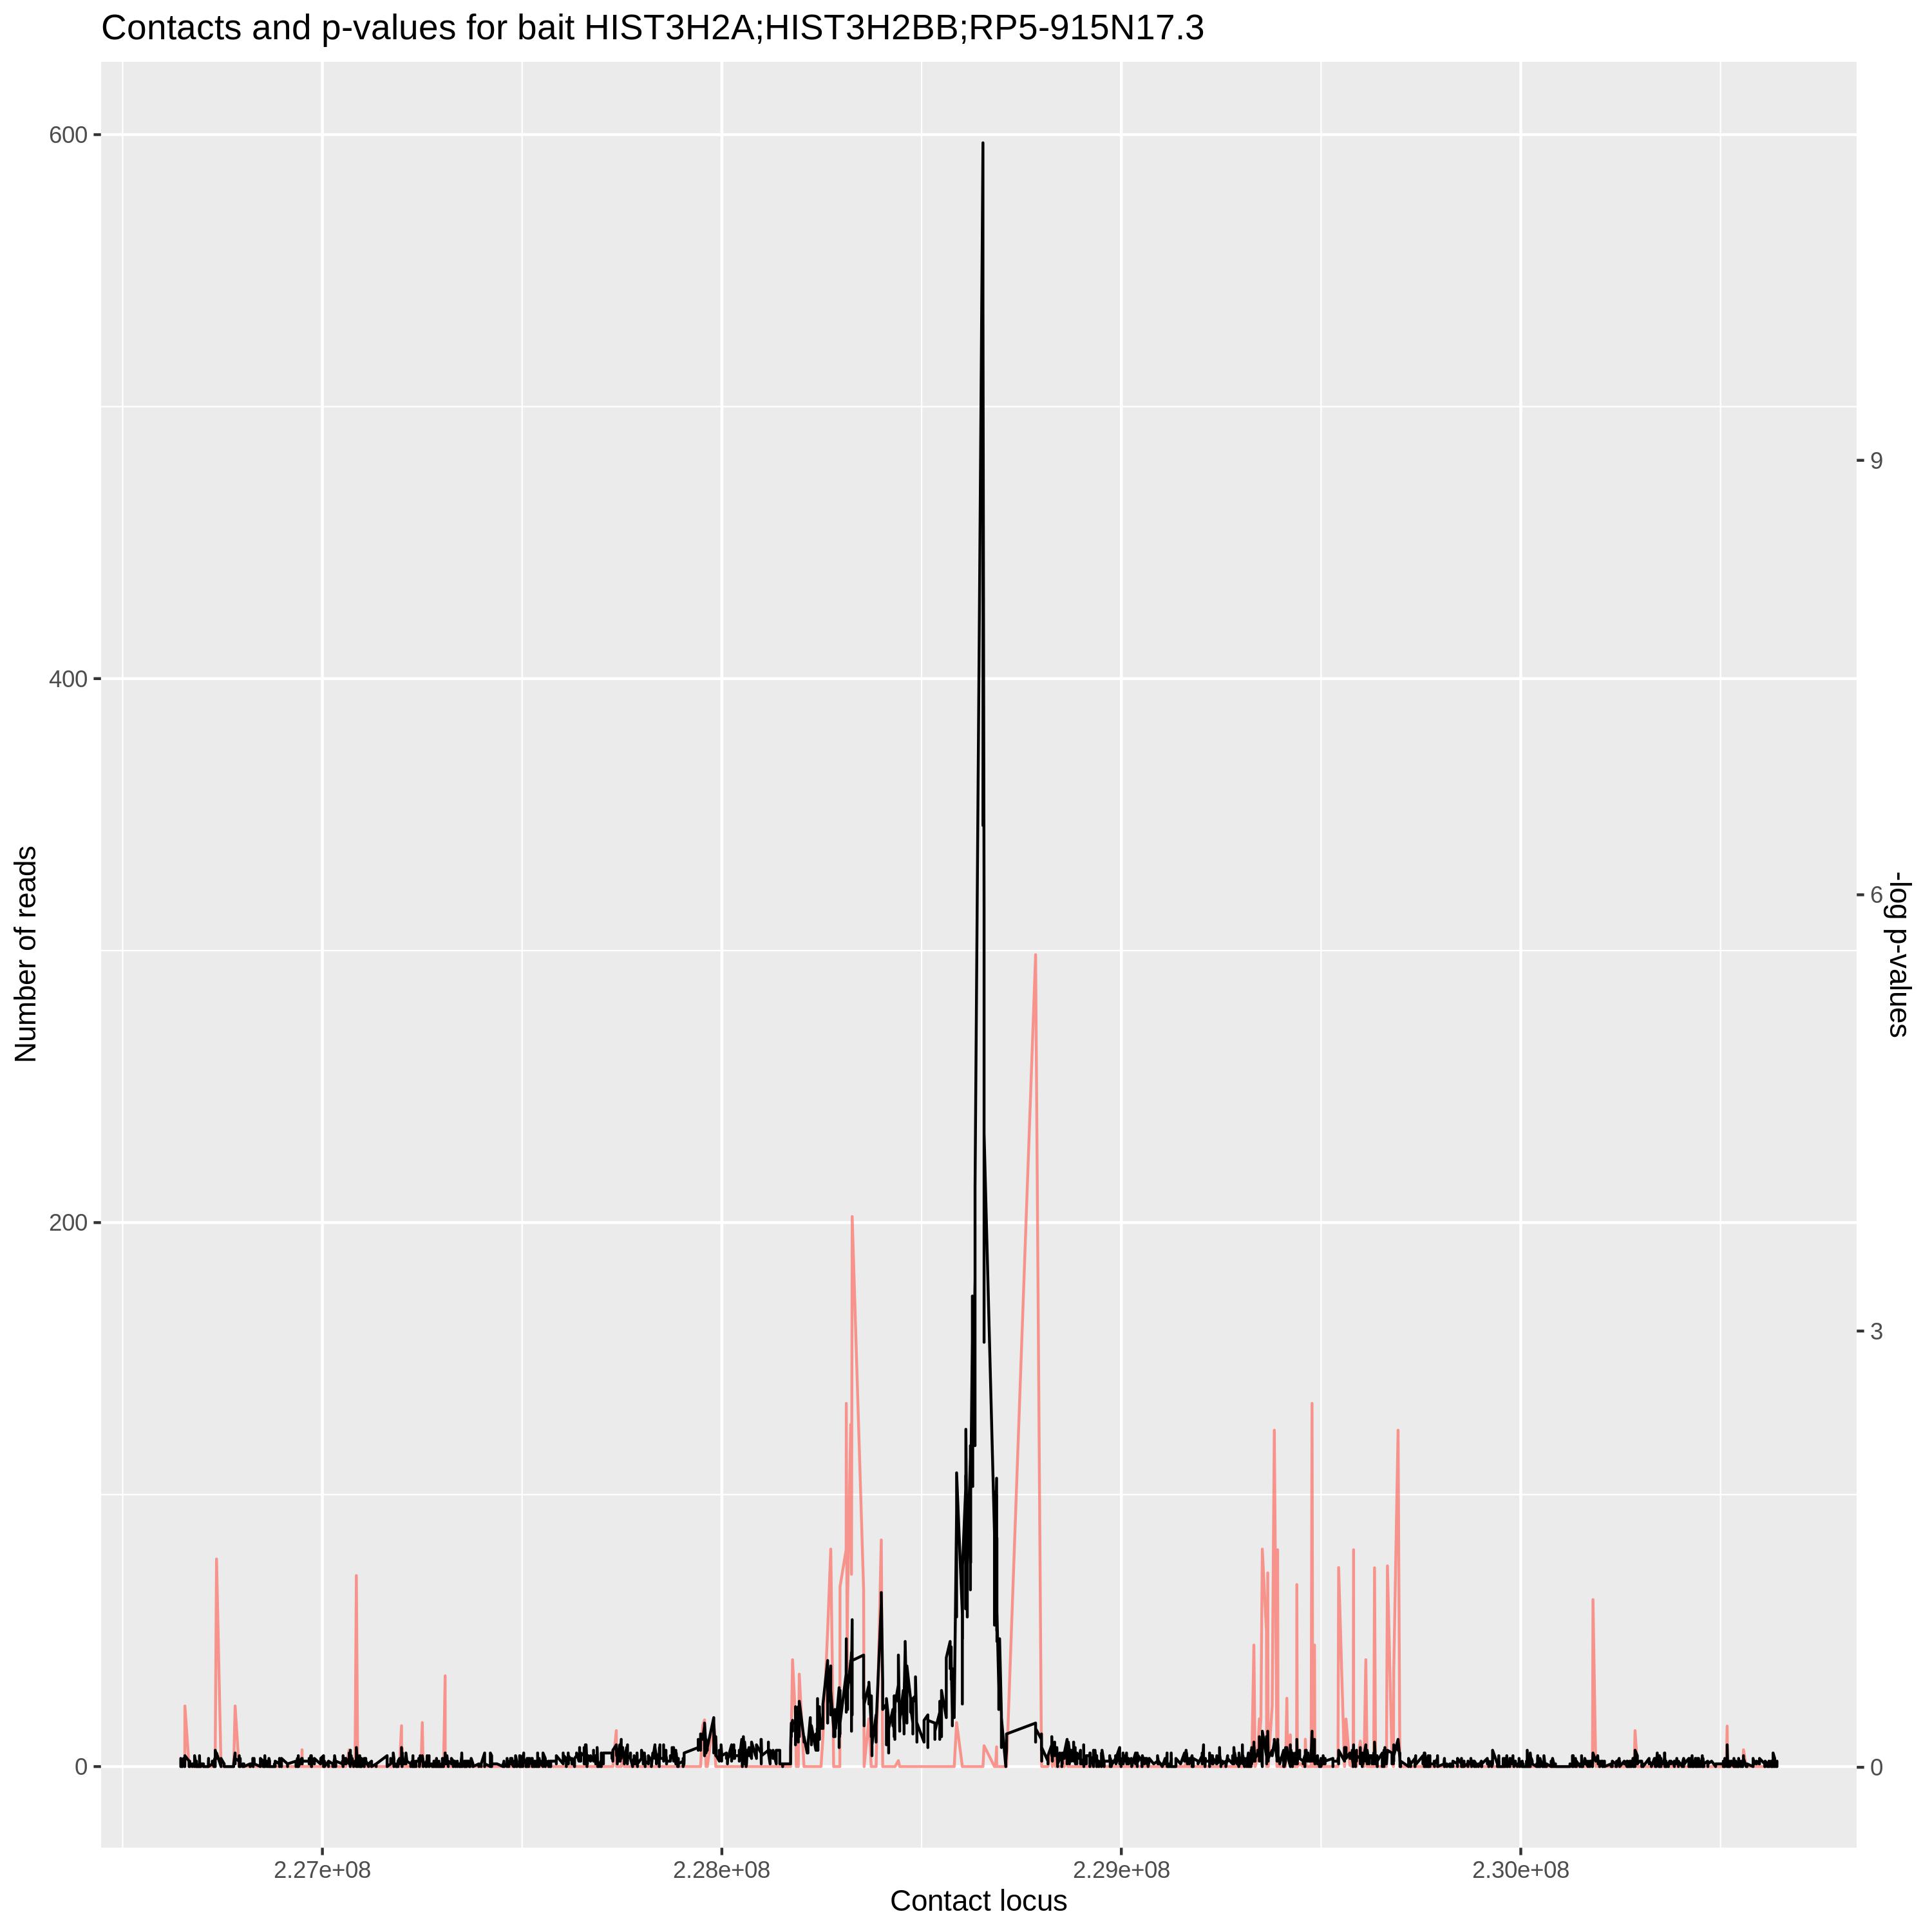 Contacts and p-values for bait HIST3H2A;HIST3H2BB;RP5-915N17.3
600
400
200
0
Number of reads
9
6
3
0
-log p-values
2.27e+08 2.28e+08 2.29e+08 2.30e+08
Contact locus